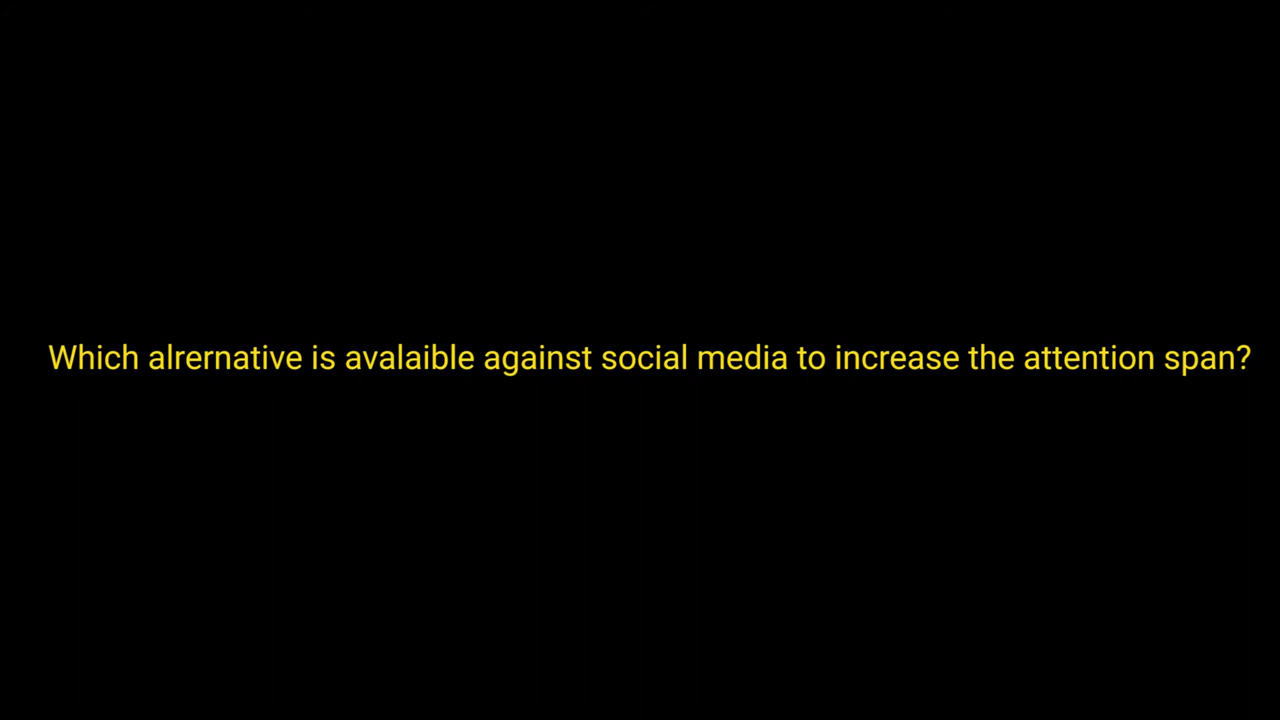 Which alrernative is avalaible against social media to increase the attention span?